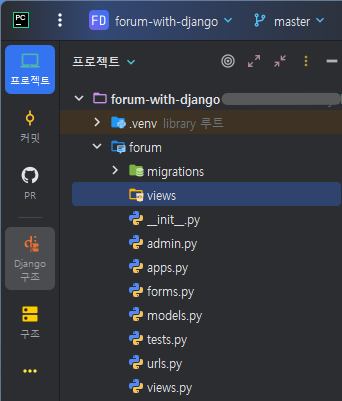 PC
FD forum-with-django
master
프로젝트
프로젝트
커밋
PR
Django
구조
구조
forum-with-django
.venv library 루트
forum
migrations
views
__init__.py
admin.py
apps.py
forms.py
models.py
tests.py
urls.py
views.py